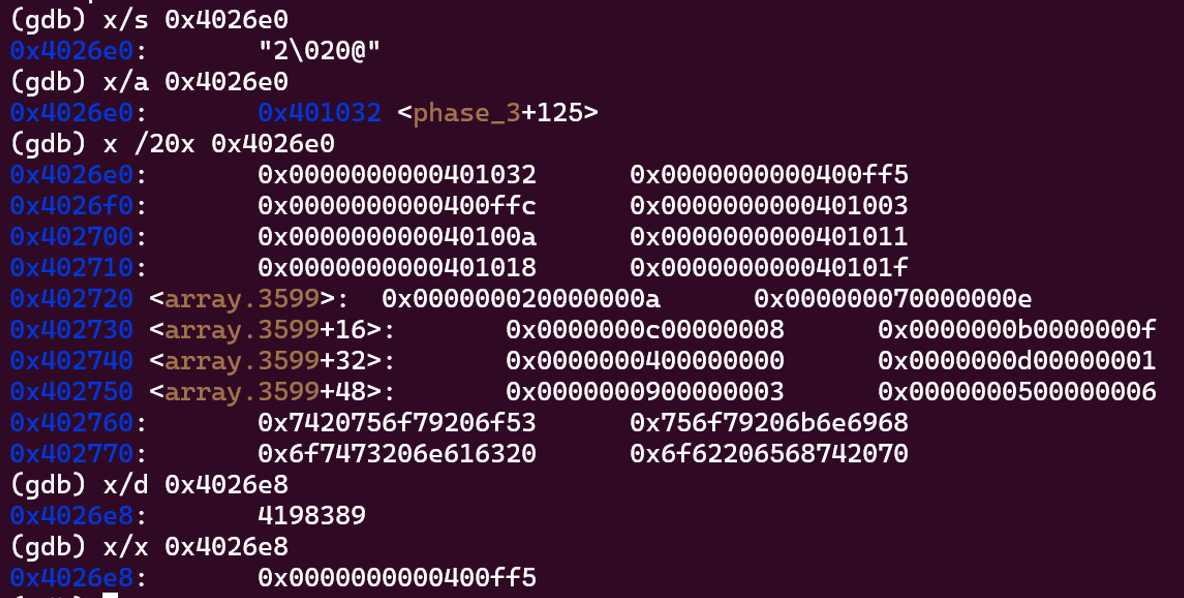 (gdb) x/s 0x4026e0
0x4026e0: "2\020@"
(gdb) x/a 0x4026e0
0x4026e0: 0x401032 <phase_3+125>
(gdb) x /20x 0x4026e0
0x4026e0: 0x0000000000401032 0x0000000000400ff5
0x4026f0: 0x0000000000400ffc 0x0000000000401003
0x402700: 0x000000000040100a 0x0000000000401011
0x402710: 0x0000000000401018 0x000000000040101f
0x402720 <array.3599>: 0x000000020000000a 0x000000070000000e
0x402730 <array.3599+16>: 0x0000000c00000008 0x0000000b0000000f
0x402740 <array.3599+32>: 0x0000000400000000 0x0000000d00000001
0x402750 <array.3599+48>: 0x0000000900000003 0x0000000500000006
0x402760: 0x7420756f79206f53 0x756f79206b6e6968
0x402770: 0x6f7473206e616320 0x6f62206568742070
(gdb) x/d 0x4026e8
0x4026e8: 4198389
(gdb) x/x 0x4026e8
0x4026e8: 0x0000000000400ff5